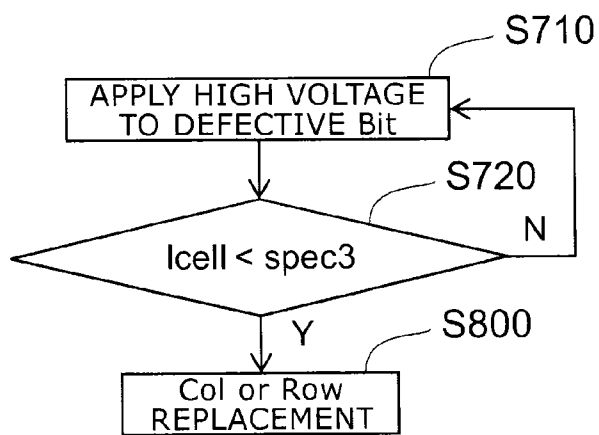 S710
APPLY HIGH VOLTAGE
TO DEFECTIVE Bit
S720
Icell < spec3
N
Y
S800
Col or Row
REPLACEMENT